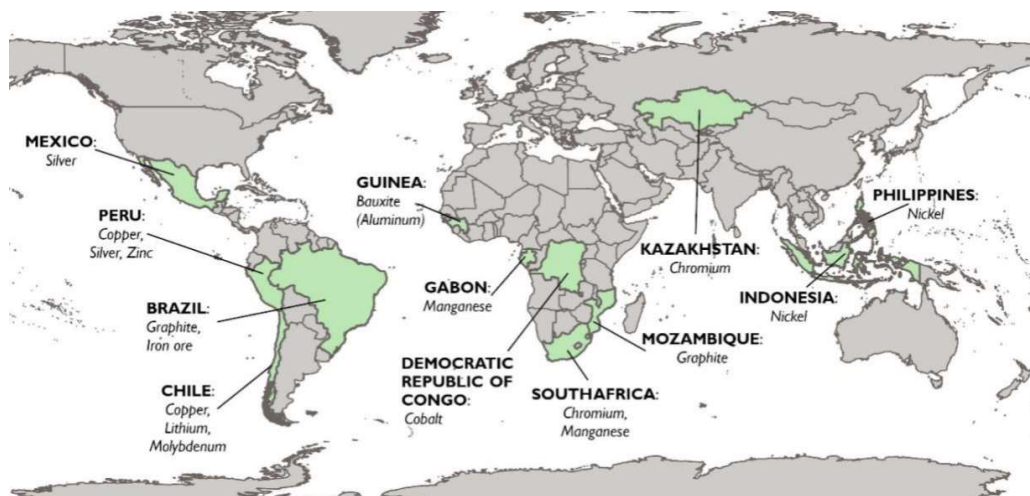 MEXICO:
Silver
PERU:
Copper,
Silver, Zinc
BRAZIL:
Graphite,
Iron ore
CHILE:
Copper,
Lithium,
Molybdenum
GUINEA:
Bauxite
(Aluminum)
GABON:
Manganese
DEMOCRATIC
REPUBLIC OF
CONGO:
Cobalt
SOUTHAFRICA:
Chromium,
Manganese
MOZAMBIQUE:
Graphite
KAZAKHSTAN:
Chromium
PHILIPPINES:
Nickel
INDONESIA:
Nickel